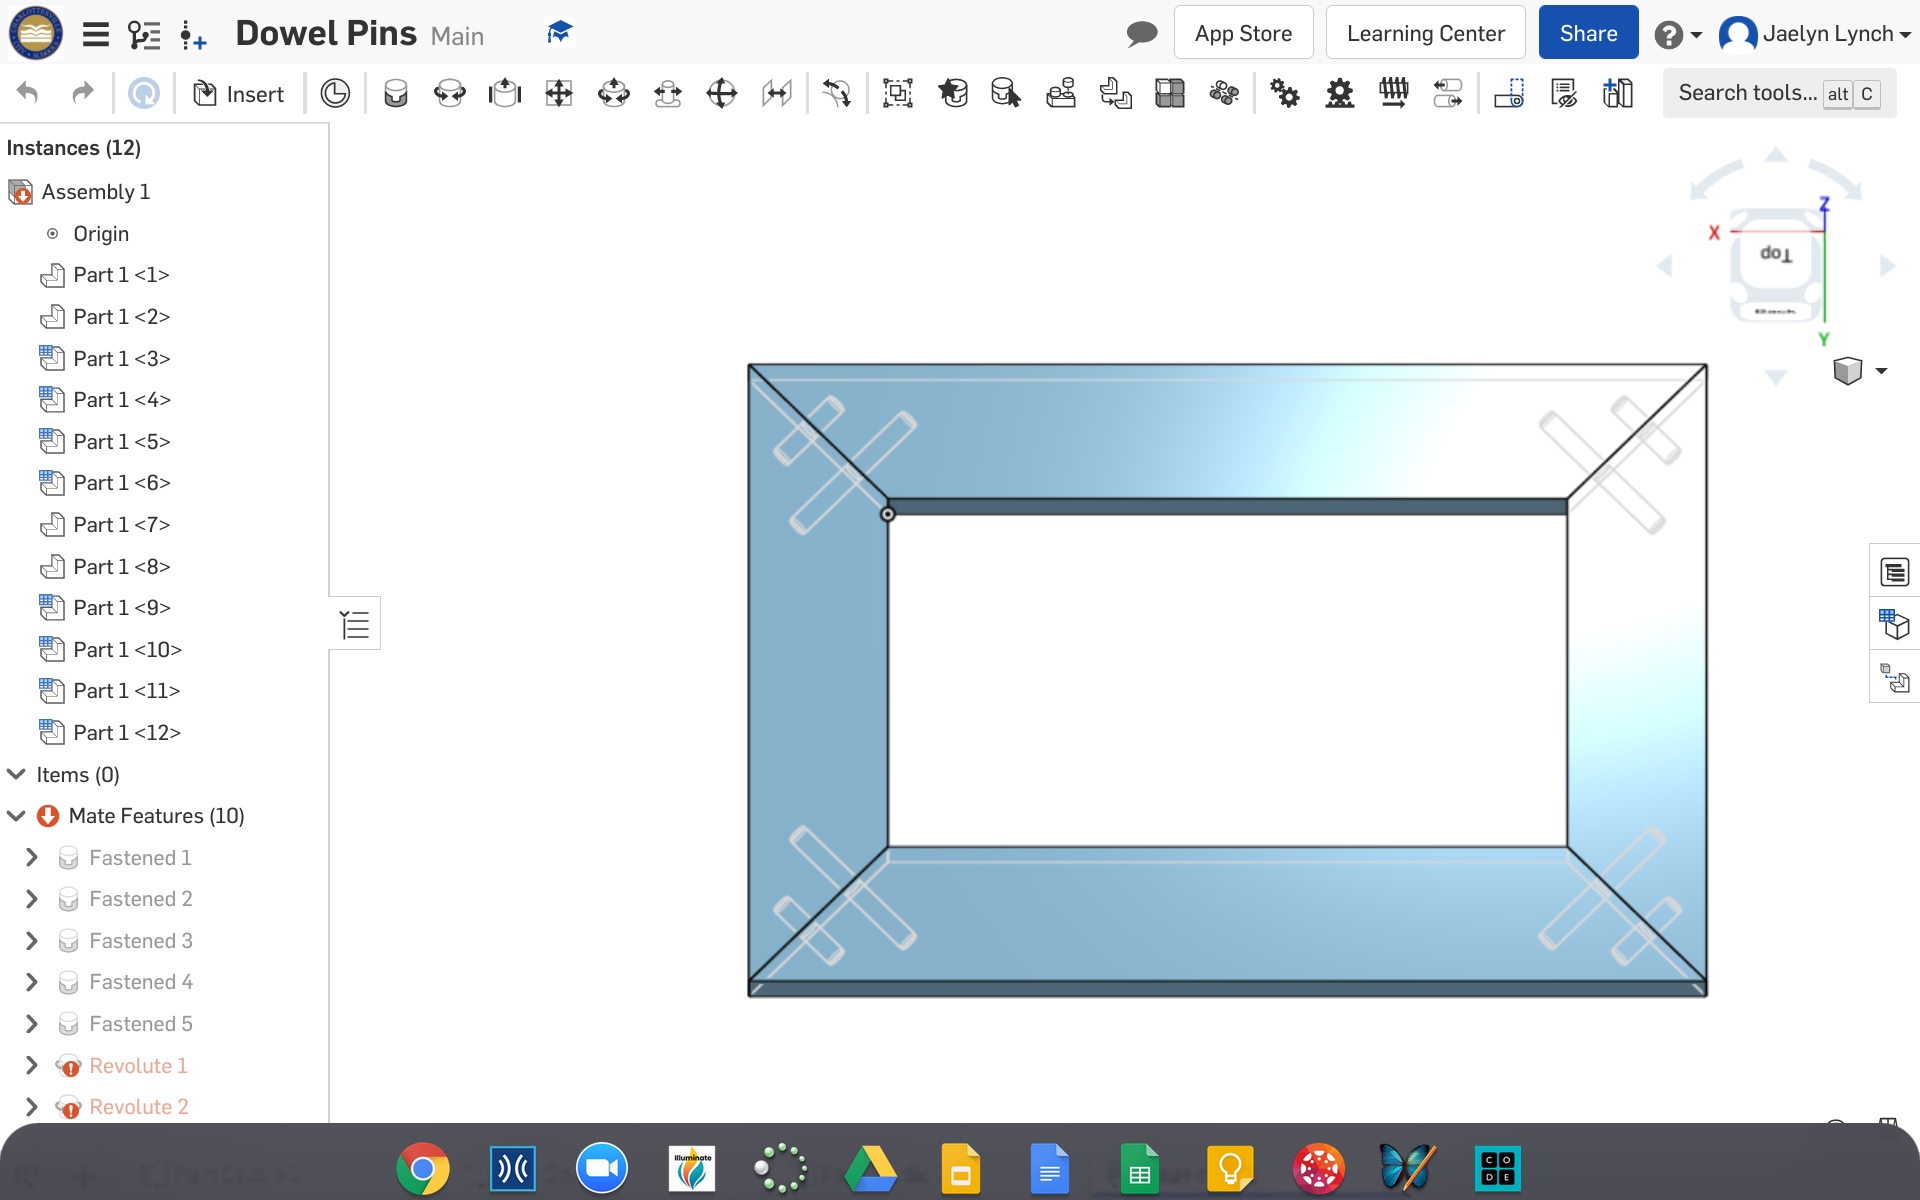 Dowel Pins Main
App Store
Learning Center
Share
Jaelyn Lynch
Insert
Search tools... alt C
Instances (12)
Assembly 1
Origin
Part 1 <1>
Part 1 <2>
Part 1 <3>
Part 1 <4>
Part 1 <5>
Part 1 <6>
Part 1 <7>
Part 1 <8>
Part 1 <9>
Part 1 <10>
Part 1 <11>
Part 1 <12>
Items (0)
Mate Features (10)
Fastened 1
Fastened 2
Fastened 3
Fastened 4
Fastened 5
Revolute 1
Revolute 2
Z
X
Top
Y
Illuminate
C O
D E